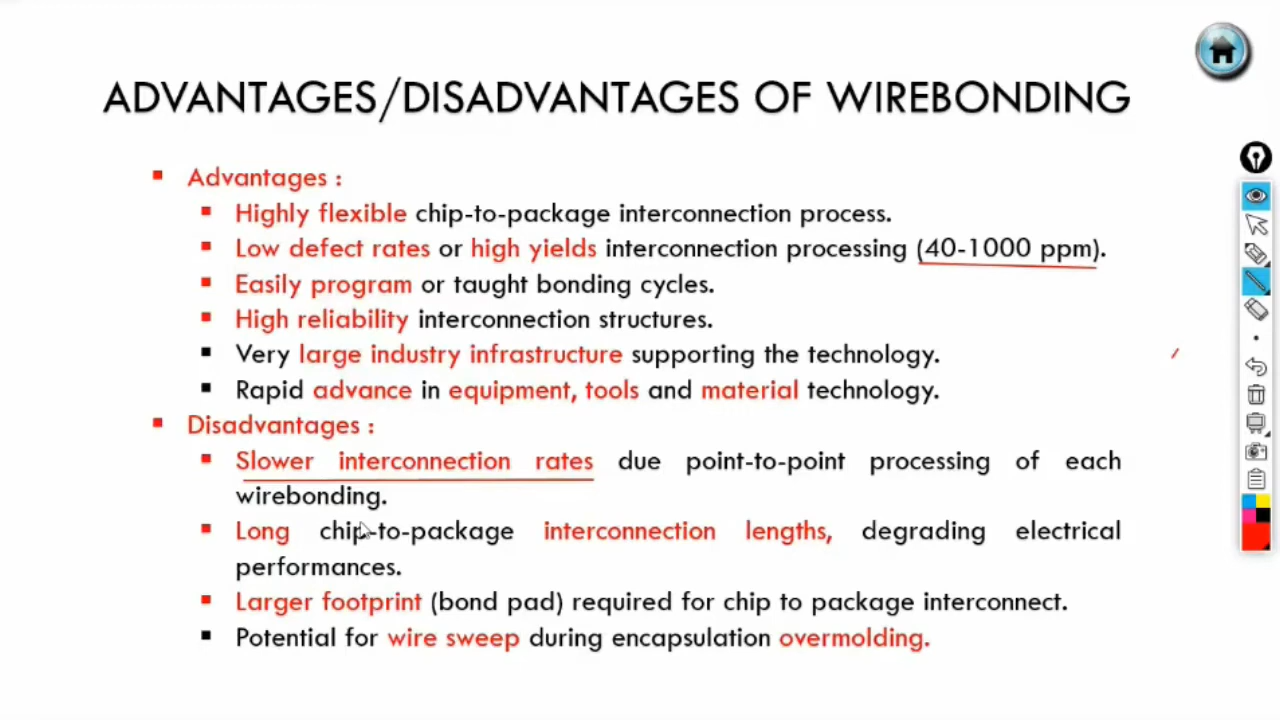 ADVANTAGES/DISADVANTAGES OF WIREBONDING
Advantages :
Highly flexible chip-to-package interconnection process.
Low defect rates or high yields interconnection processing (40-1000 ppm).
Easily program or taught bonding cycles.
High reliability interconnection structures.
Very large industry infrastructure supporting the technology.
Rapid advance in equipment, tools and material technology.
Disadvantages :
Slower interconnection rates due point-to-point processing of each
wirebonding.
Long chip-to-package interconnection lengths, degrading electrical
performances.
Larger footprint (bond pad) required for chip to package interconnect.
Potential for wire sweep during encapsulation overmolding.